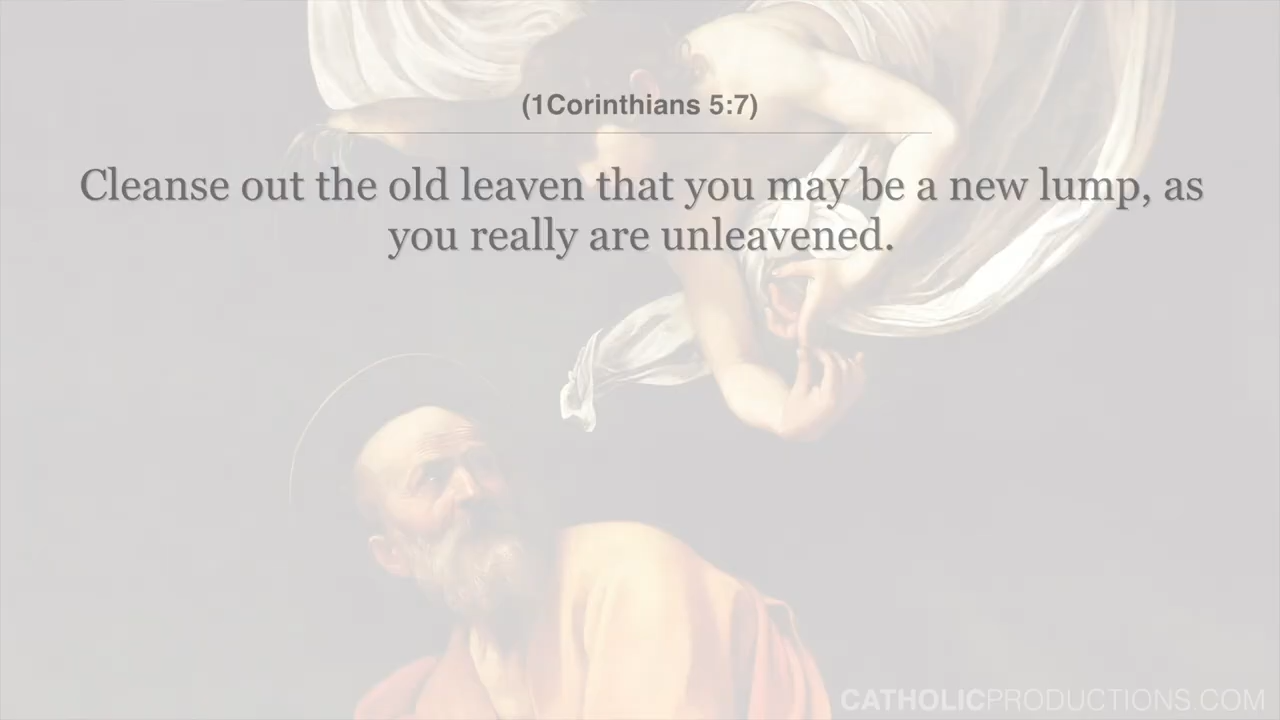 (1Corinthians 5:7)
Cleanse out the old leaven that you may be a new lump, as
you really are unleavened.
CATHOLICPRODUCTIONS.COM